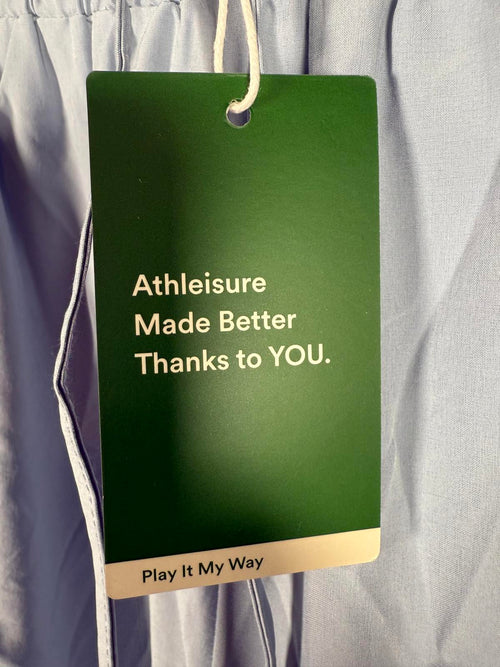 Athleisure
Made Better
Thanks to YOU.
Play It My Way